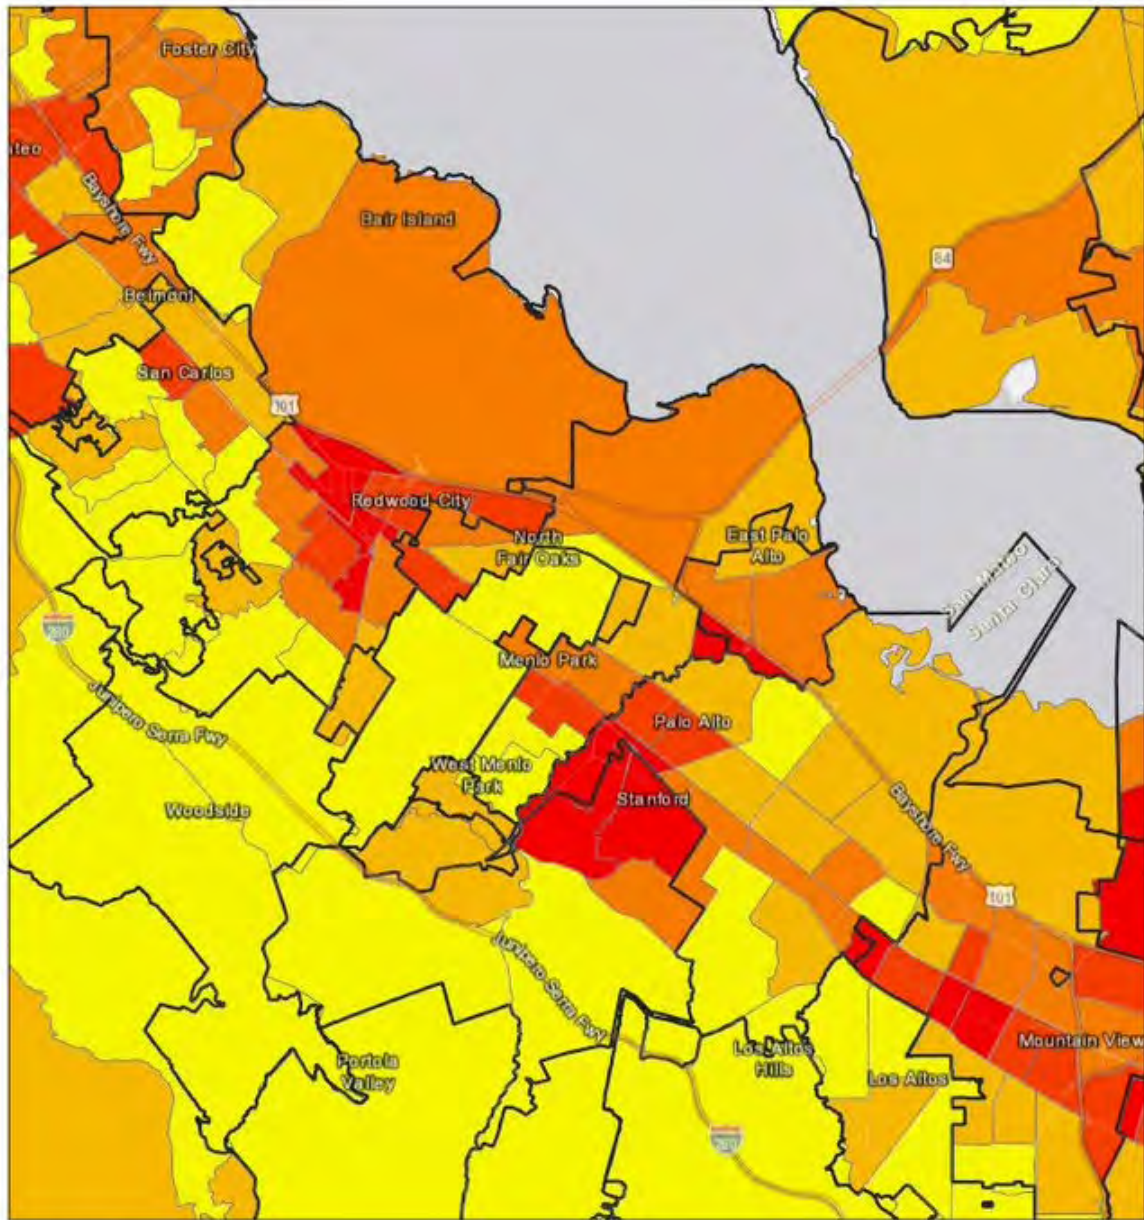 Foster City
ateo
Bayshore Fwy
Bair Island
84
Belmont
San Carlos
101
Redwood City
North
Fair Oaks
East Palo
Alto
San Mateo
Santa Clara
280
Menlo Park
Junipero Serra Fwy
Palo Alto
West Menlo
Park
Woodside
Stanford
Bayshore Fwy
101
Junipero Serra Fwy
Mountain View
Los Altos
Hills
Portola
Valley
Los Altos
280